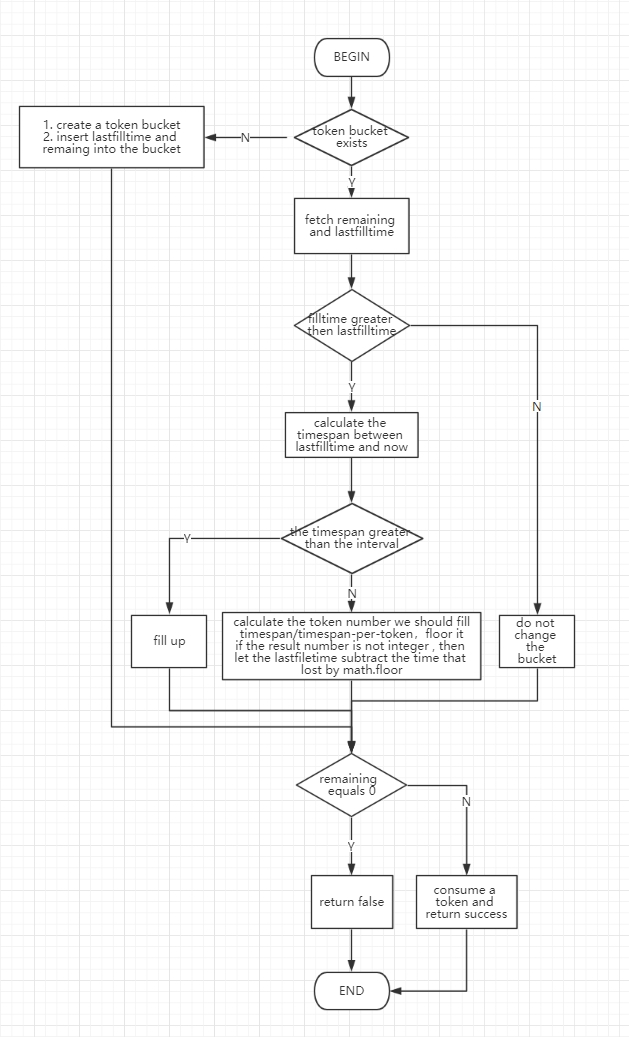 BEGIN
token bucket
exists
N
1. create a token bucket
2. insert lastfilltime and
remaing into the bucket
Y
fetch remaining
and lastfilltime
filltime greater
then lastfilltime
Y
N
calculate the
timespan between
lastfilltime and now
the timespan greater
than the interval
Y
N
fill up
calculate the token number we should fill
timespan/timespan-per-token, floor it
if the result number is not integer , then
let the lastfiletime subtract the time that
lost by math.floor
do not
change
the
bucket
remaining
equals 0
N
Y
return false
consume a
token and
return success
END